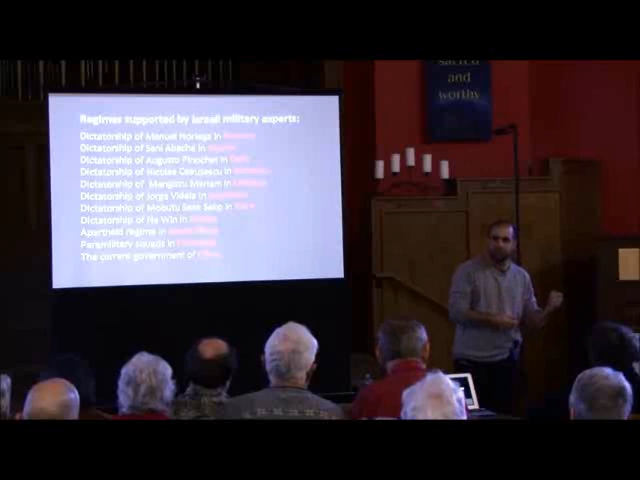 sacred
and
worthy
Regimes supported by Israeli military experts:
Dictatorship of Manuel Noriega in
Dictatorship of Sani Abacha in
Dictatorship of Augusto Pinochet in
Dictatorship of Nicolae Ceausescu in
Dictatorship of Mengistu Mariam in
Dictatorship of Jorge Videla in
Dictatorship of Mobutu Sese Seko in
Dictatorship of Ne Win in
Apartheid regime in
Paramilitary squads in
The current government of